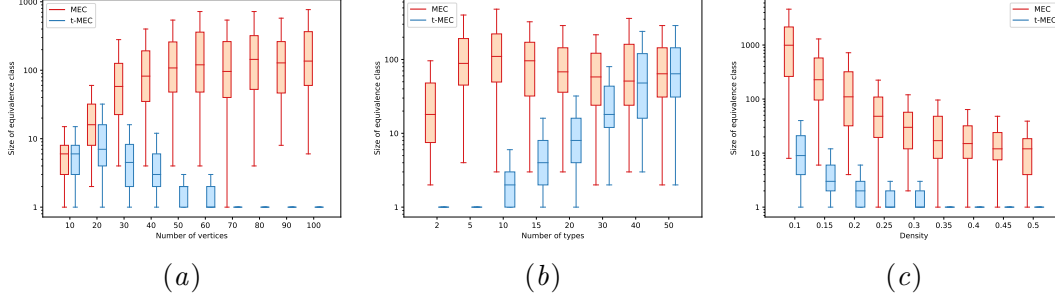 MEC
t-MEC
1000
100
10
1
Size of equivalence class
10 20 30 40 50 60 70 80 90 100
Number of vertices
(a)
MEC
t-MEC
1000
100
10
1
Size of equivalence class
2 5 10 15 20 30 40 50
Number of types
(b)
MEC
t-MEC
1000
100
10
1
Size of equivalence class
0.1 0.15 0.2 0.25 0.3 0.35 0.4 0.45 0.5
Density
(c)